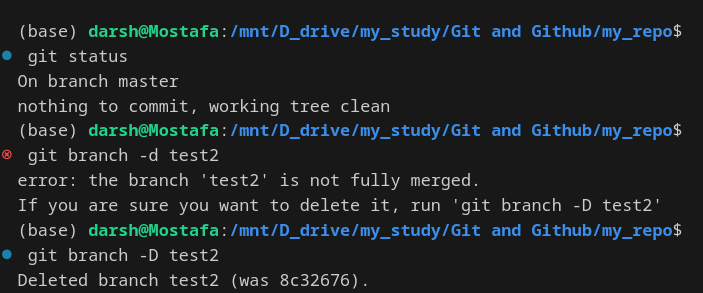 (base) darsh@Mostafa:/mnt/D_drive/my_study/Git and Github/my_repo$
git status
On branch master
nothing to commit, working tree clean
(base) darsh@Mostafa:/mnt/D_drive/my_study/Git and Github/my_repo$
git branch -d test2
error: the branch 'test2' is not fully merged.
If you are sure you want to delete it, run 'git branch -D test2'
(base) darsh@Mostafa:/mnt/D_drive/my_study/Git and Github/my_repo$
git branch -D test2
Deleted branch test2 (was 8c32676).